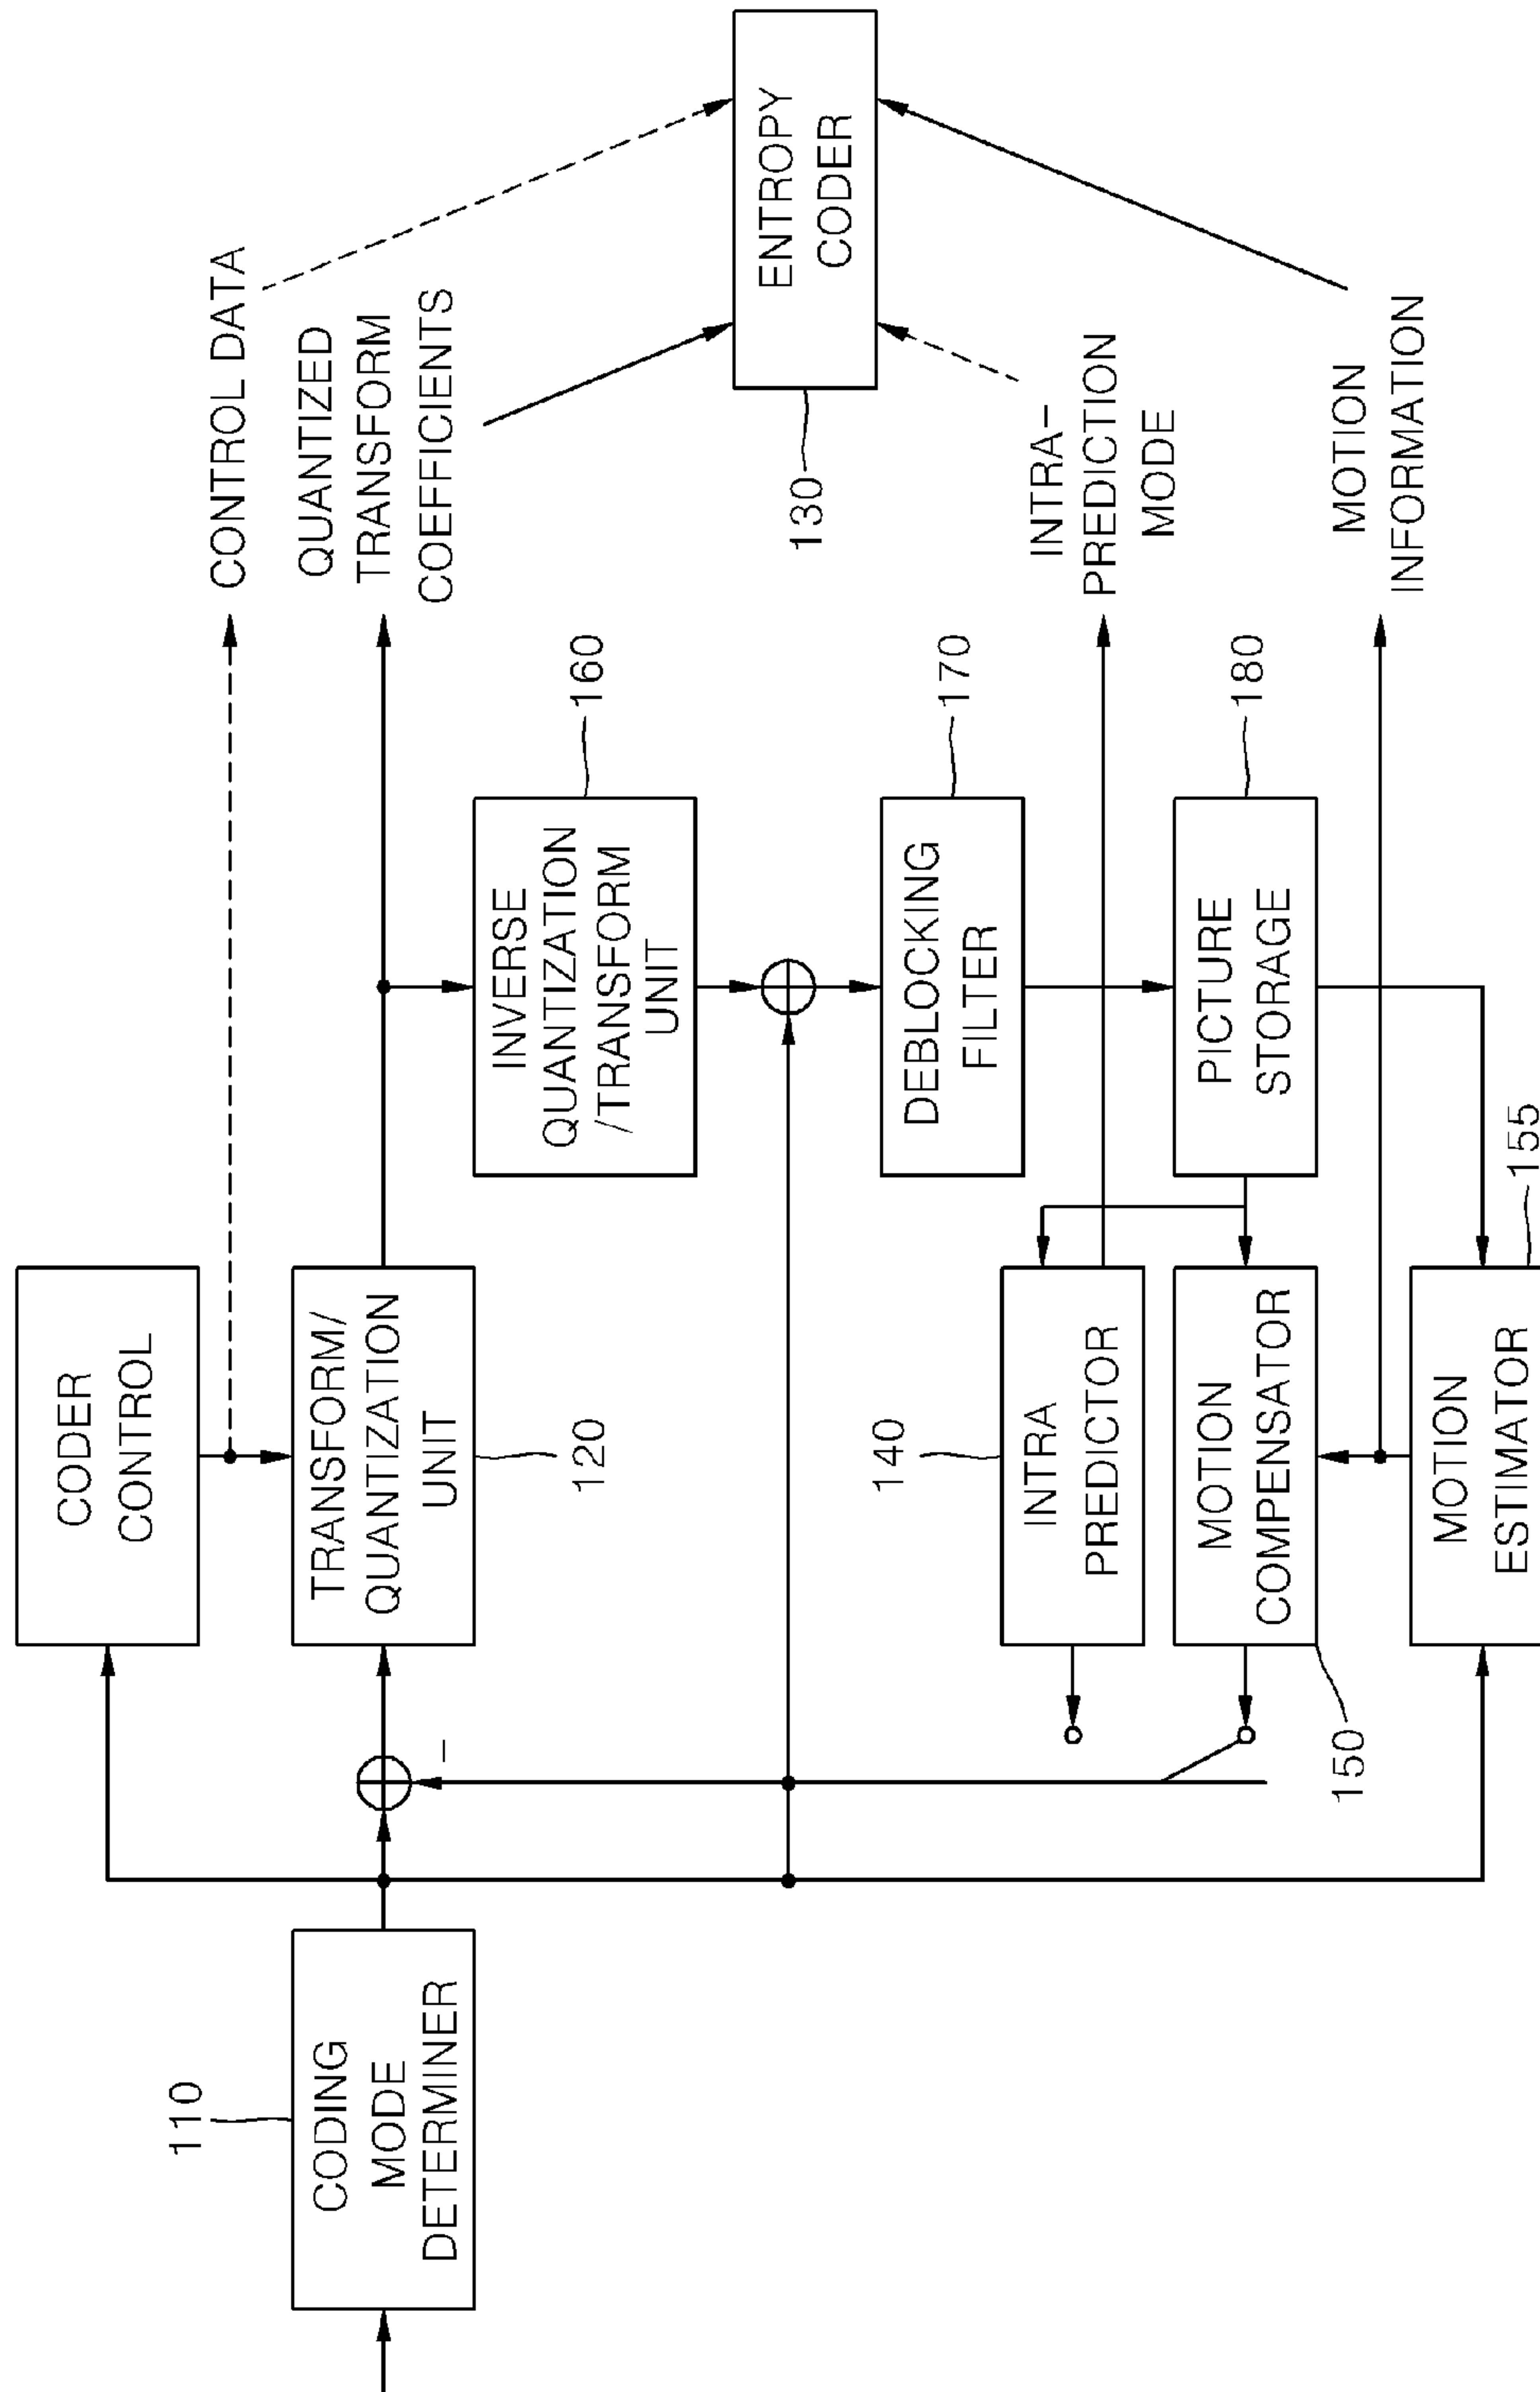 110
CODING
MODE
DETERMINER
CODER
CONTROL
TRANSFORM/
QUANTIZATION
UNIT
120
–
140
INTRA
PREDICTOR
MOTION
COMPENSATOR
150
MOTION
ESTIMATOR
155
INVERSE
QUANTIZATION
/TRANSFORM
UNIT
160
DEBLOCKING
FILTER
170
PICTURE
STORAGE
180
CONTROL DATA
QUANTIZED
TRANSFORM
COEFFICIENTS
130
ENTROPY
CODER
INTRA–
PREDICTION
MODE
MOTION
INFORMATION